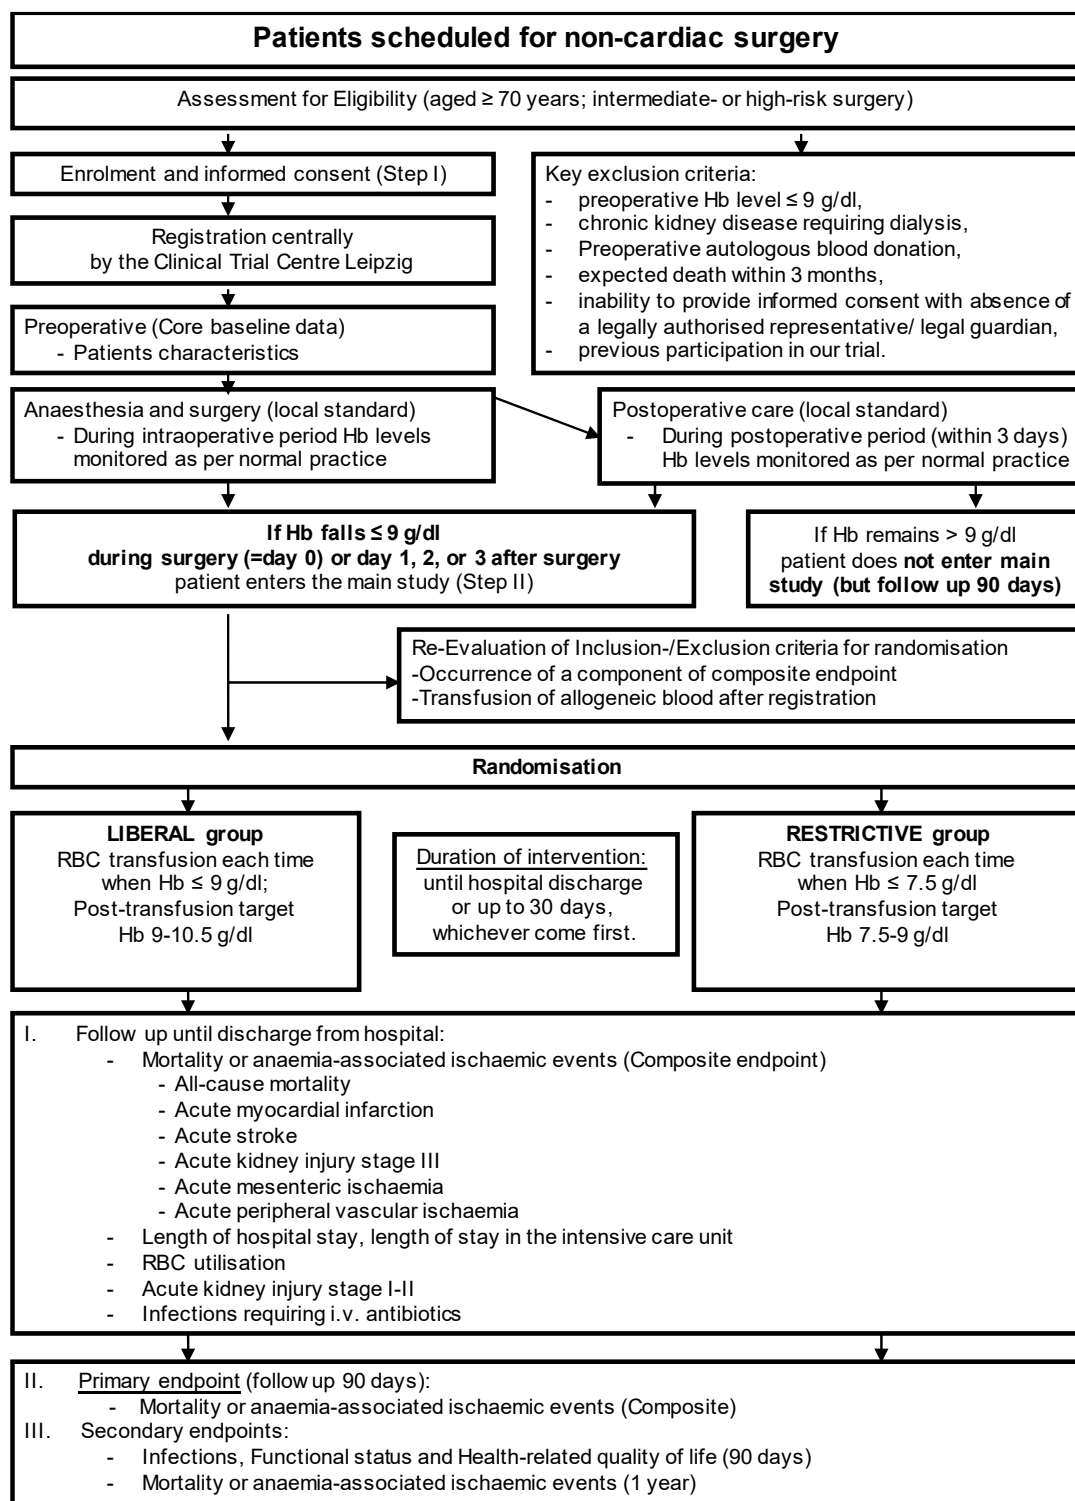 Patients scheduled for non-cardiac surgery
Assessment for Eligibility (aged ≥ 70 years; intermediate- or high-risk surgery)
Enrolment and informed consent (Step I)
Registration centrally
by the Clinical Trial Centre Leipzig
Preoperative (Core baseline data)
- Patients characteristics
Key exclusion criteria:
- preoperative Hb level ≤ 9 g/dl,
- chronic kidney disease requiring dialysis,
- Preoperative autologous blood donation,
- expected death within 3 months,
- inability to provide informed consent with absence of
a legally authorised representative/ legal guardian,
- previous participation in our trial.
Anaesthesia and surgery (local standard)
- During intraoperative period Hb levels
monitored as per normal practice
Postoperative care (local standard)
- During postoperative period (within 3 days)
Hb levels monitored as per normal practice
If Hb falls ≤ 9 g/dl
during surgery (=day 0) or day 1, 2, or 3 after surgery
patient enters the main study (Step II)
If Hb remains > 9 g/dl
patient does not enter main
study (but follow up 90 days)
Re-Evaluation of Inclusion-/Exclusion criteria for randomisation
-Occurrence of a component of composite endpoint
-Transfusion of allogeneic blood after registration
Randomisation
LIBERAL group
RBC transfusion each time
when Hb ≤ 9 g/dl;
Post-transfusion target
Hb 9-10.5 g/dl
Duration of intervention:
until hospital discharge
or up to 30 days,
whichever come first.
RESTRICTIVE group
RBC transfusion each time
when Hb ≤ 7.5 g/dl
Post-transfusion target
Hb 7.5-9 g/dl
I. Follow up until discharge from hospital:
- Mortality or anaemia-associated ischaemic events (Composite endpoint)
- All-cause mortality
- Acute myocardial infarction
- Acute stroke
- Acute kidney injury stage III
- Acute mesenteric ischaemia
- Acute peripheral vascular ischaemia
- Length of hospital stay, length of stay in the intensive care unit
- RBC utilisation
- Acute kidney injury stage I-II
- Infections requiring i.v. antibiotics
II. Primary endpoint (follow up 90 days):
- Mortality or anaemia-associated ischaemic events (Composite)
III. Secondary endpoints:
- Infections, Functional status and Health-related quality of life (90 days)
- Mortality or anaemia-associated ischaemic events (1 year)